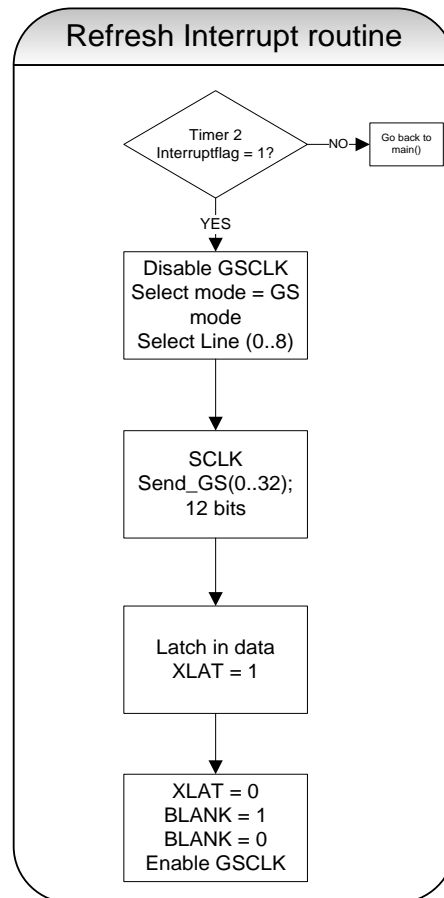 Refresh Interrupt routine
Timer 2
Interruptflag = 1?
NO
Go back to
main()
YES
Disable GSCLK
Select mode = GS
mode
Select Line (0..8)
SCLK
Send_GS(0..32);
12 bits
Latch in data
XLAT = 1
XLAT = 0
BLANK = 1
BLANK = 0
Enable GSCLK